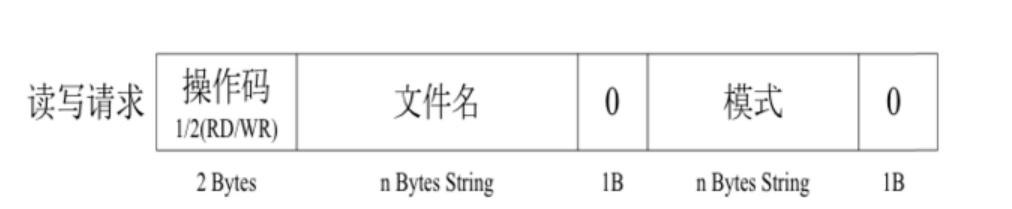 读写请求
操作码
1/2(RD/WR)
文件名
0
模式
0
2 Bytes
n Bytes String
1B
n Bytes String
1B